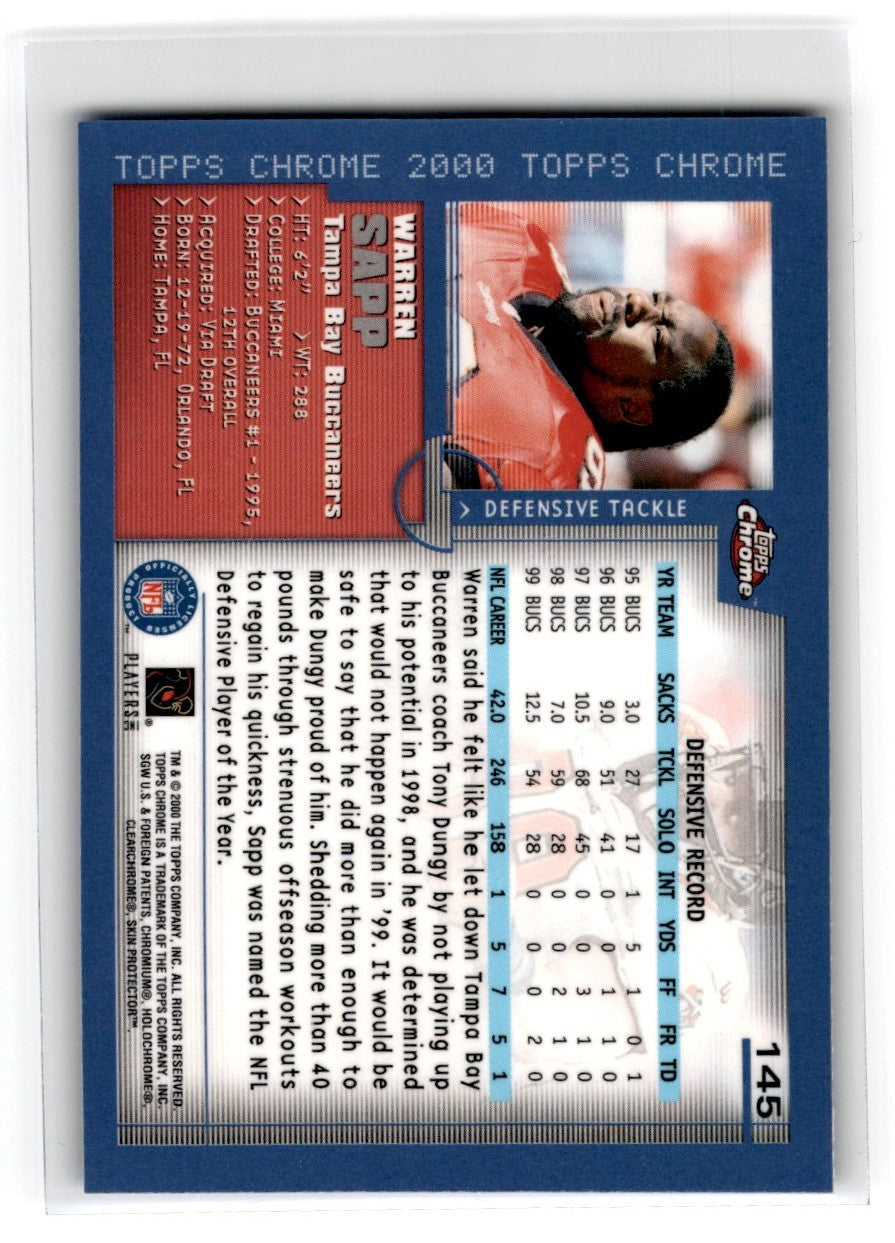 TOPPS CHROME 2000 TOPPS CHROME
WARREN
SAPP
Tampa Bay Buccaneers
> HT: 6'2" > WT: 288
> COLLEGE: MIAMI
> DRAFTED: BUCCANEERS #1 - 1995,
12TH OVERALL
> ACQUIRED: VIA DRAFT
> BORN: 12-19-72, ORLANDO, FL
> HOME: TAMPA, FL
> DEFENSIVE TACKLE
topps
Chrome™
145
DEFENSIVE RECORD
YR TEAM SACKS TCKL SOLO INT YDS FF FR TD
95 BUCS 3.0 27 17 1 5 1 0 1
96 BUCS 9.0 51 41 0 0 1 1 0
97 BUCS 10.5 68 45 0 0 3 1 0
98 BUCS 7.0 59 28 0 0 2 1 0
99 BUCS 12.5 54 28 0 0 0 2 0
NFL CAREER 42.0 246 158 1 5 7 5 1
Warren said he felt like he let down Tampa Bay
Buccaneers coach Tony Dungy by not playing up
to his potential in 1998, and he was determined
that would not happen again in '99. It would be
safe to say that he did more than enough to
make Dungy proud of him. Shedding more than 40
pounds through strenuous offseason workouts
to regain his quickness, Sapp was named the NFL
Defensive Player of the Year.
OFFICIALLY LICENSED PRODUCT
NFL
PLAYERS INC
TM & © 2000 THE TOPPS COMPANY, INC. ALL RIGHTS RESERVED.
TOPPS CHROME IS A TRADEMARK OF THE TOPPS COMPANY, INC.
SGW U.S. & FOREIGN PATENTS, CHROMIUM®, HOLOCHROME®,
CLEARCHROME®, SKIN PROTECTOR™.